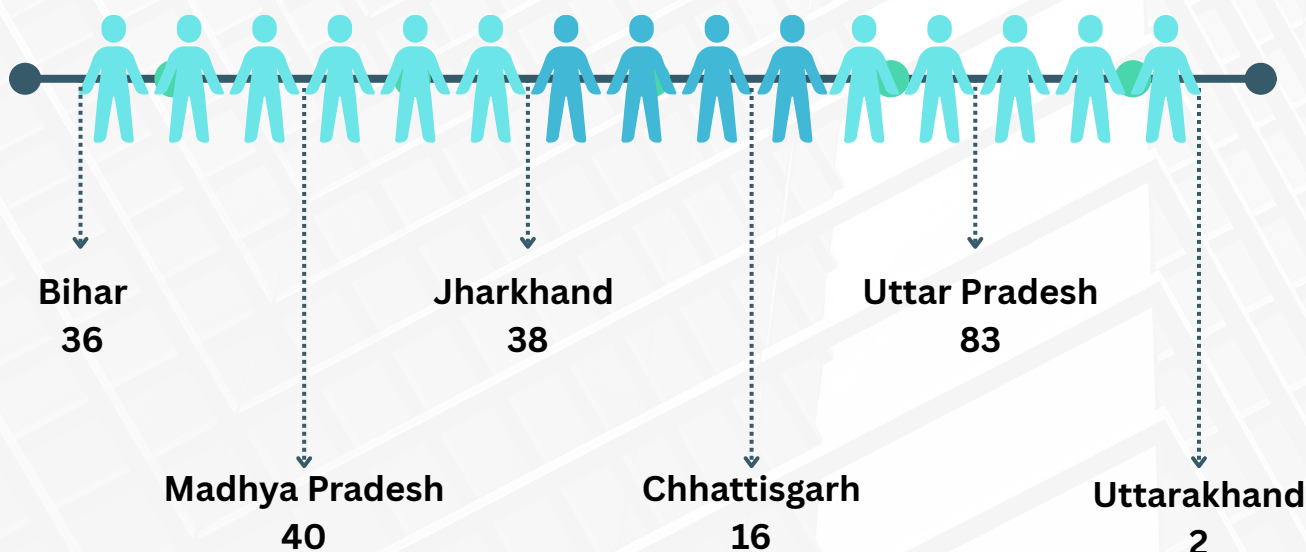 Bihar
36
Madhya Pradesh
40
Jharkhand
38
Chhattisgarh
16
Uttar Pradesh
83
Uttarakhand
2